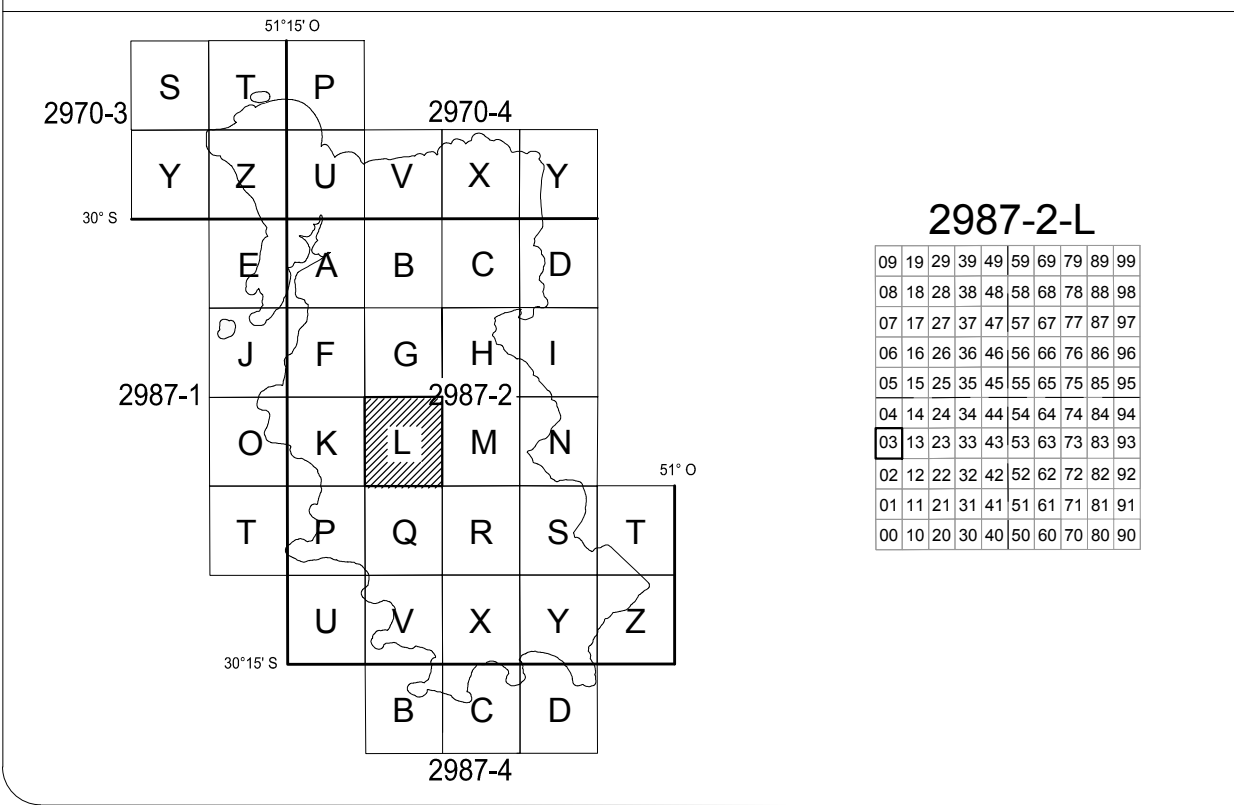 51°15' O
S T P
2970-3 2970-4
Y Z U V X Y
30° S
E A B C D
J F G H I
2987-1 2987-2
O K L M N
51° O
T P Q R S T
U V X Y Z
30°15' S
B C D
2987-4
2987-2-L
09 19 29 39 49 59 69 79 89 99
08 18 28 38 48 58 68 78 88 98
07 17 27 37 47 57 67 77 87 97
06 16 26 36 46 56 66 76 86 96
05 15 25 35 45 55 65 75 85 95
04 14 24 34 44 54 64 74 84 94
03 13 23 33 43 53 63 73 83 93
02 12 22 32 42 52 62 72 82 92
01 11 21 31 41 51 61 71 81 91
00 10 20 30 40 50 60 70 80 90